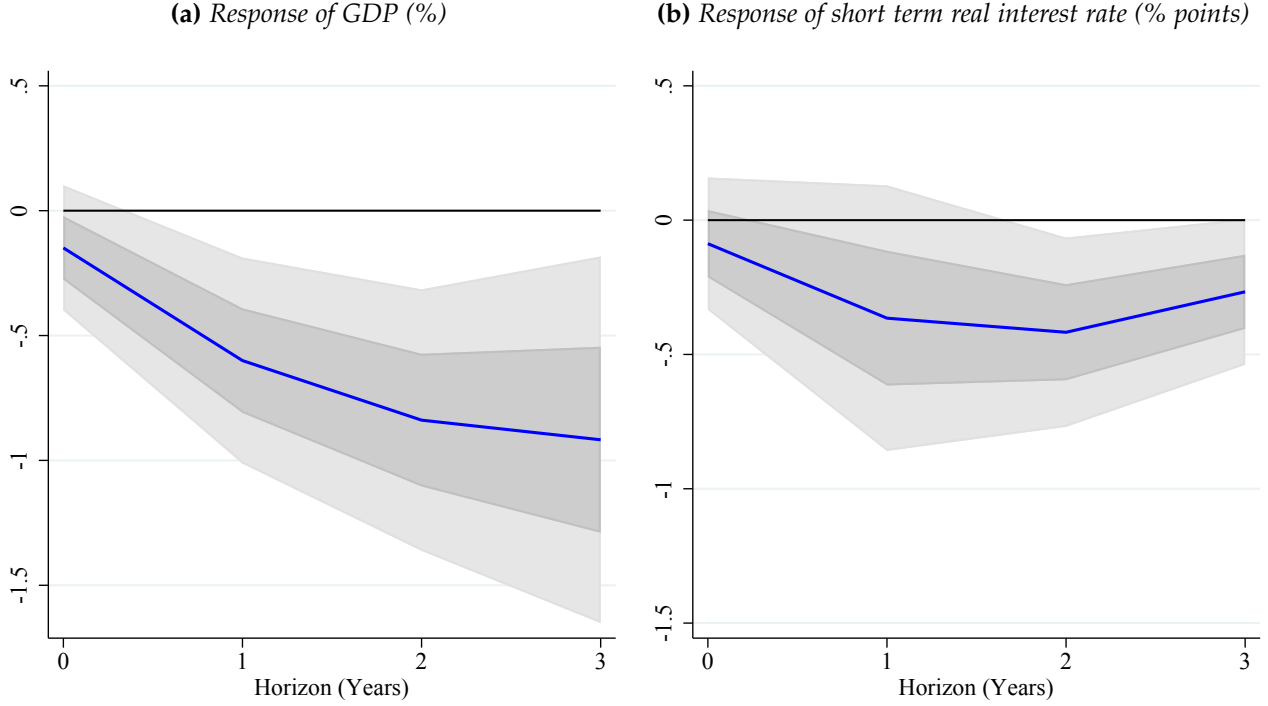 (a) Response of GDP (%)
.5
0
-.5
-1
-1.5
0 1 2 3
Horizon (Years)
(b) Response of short term real interest rate (% points)
.5
0
-.5
-1
-1.5
0 1 2 3
Horizon (Years)